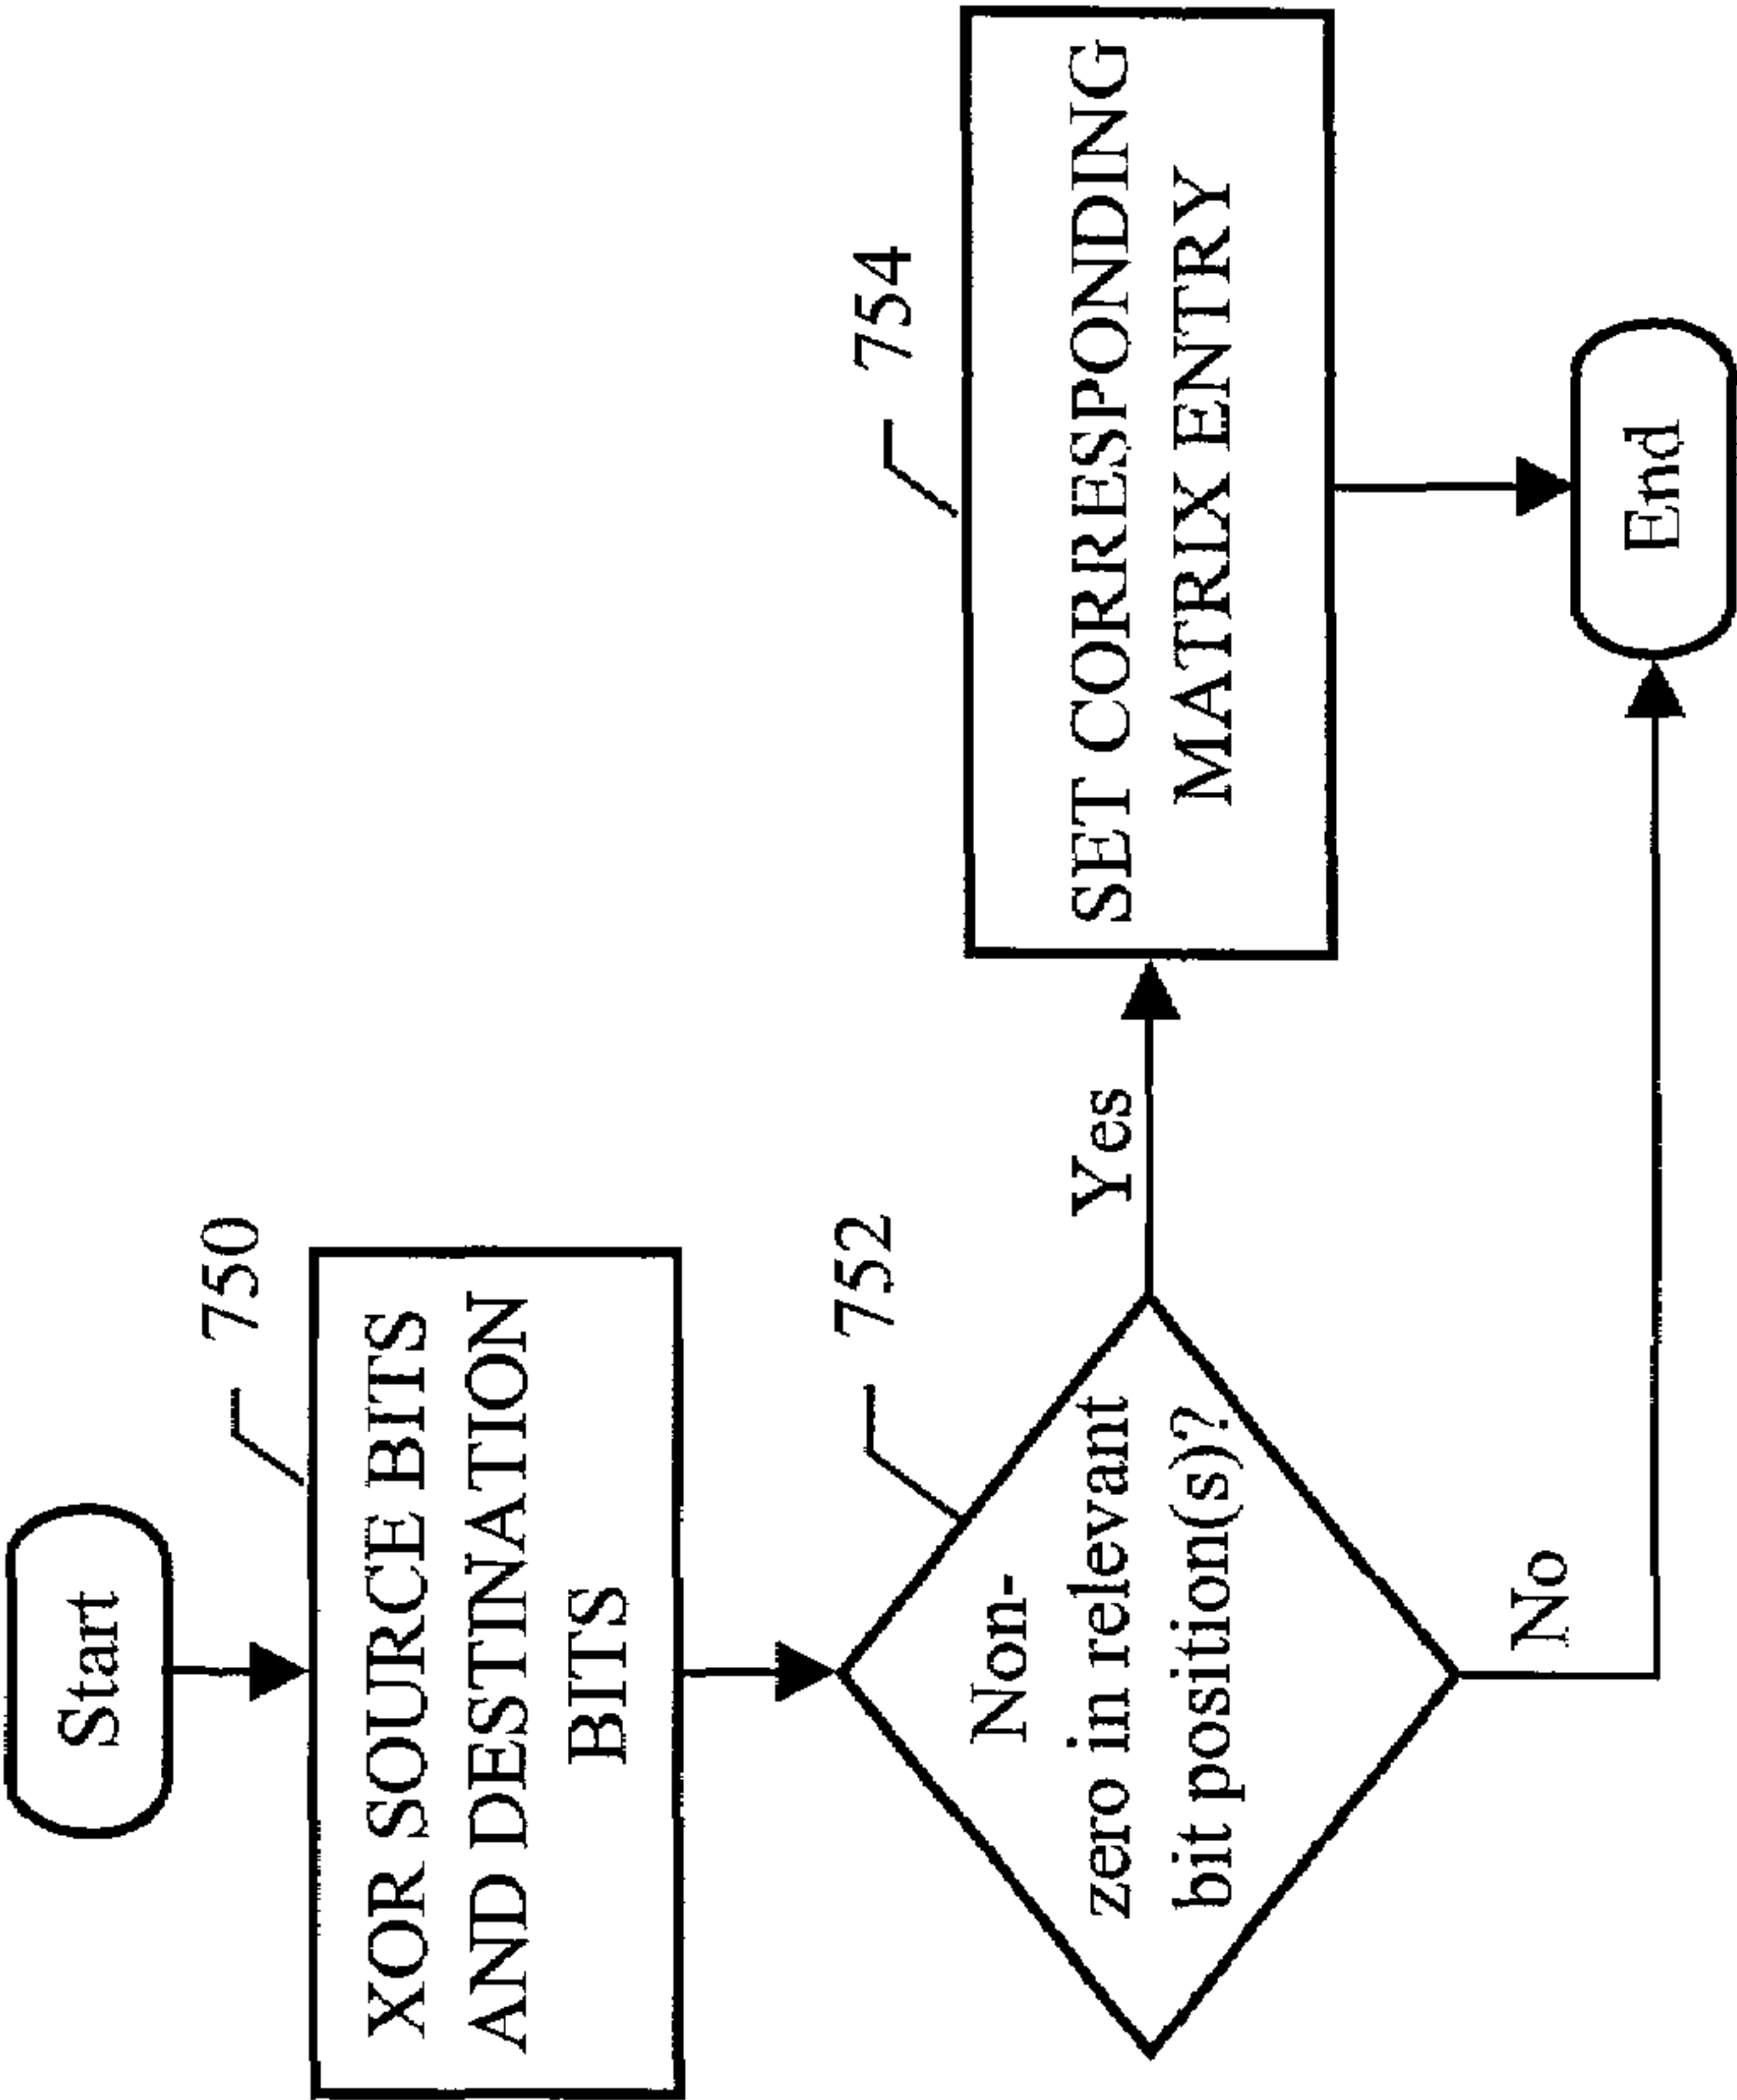 Start
750
XOR SOURCE BITS
AND DESTINATION
BITS
752
Non-
zero in relevant
bit position(s)?
Yes
No
754
SET CORRESPONDING
MATRIX ENTRY
End